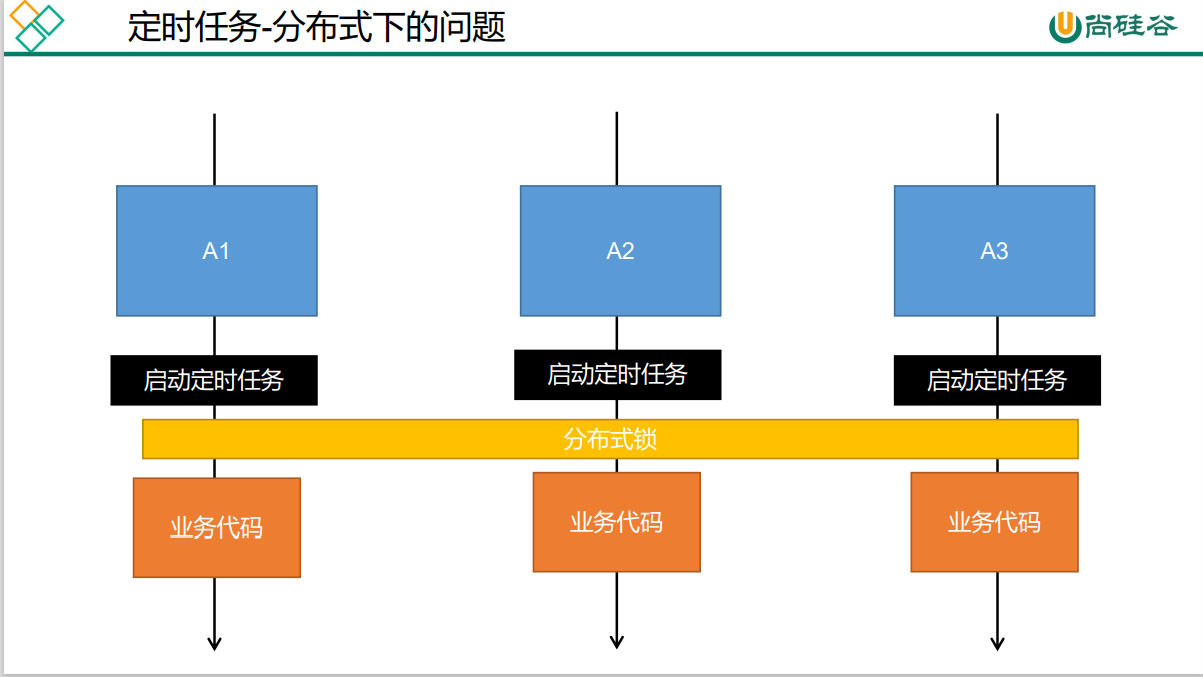 定时任务-分布式下的问题
尚硅谷
A1
A2
A3
启动定时任务
启动定时任务
启动定时任务
分布式锁
业务代码
业务代码
业务代码